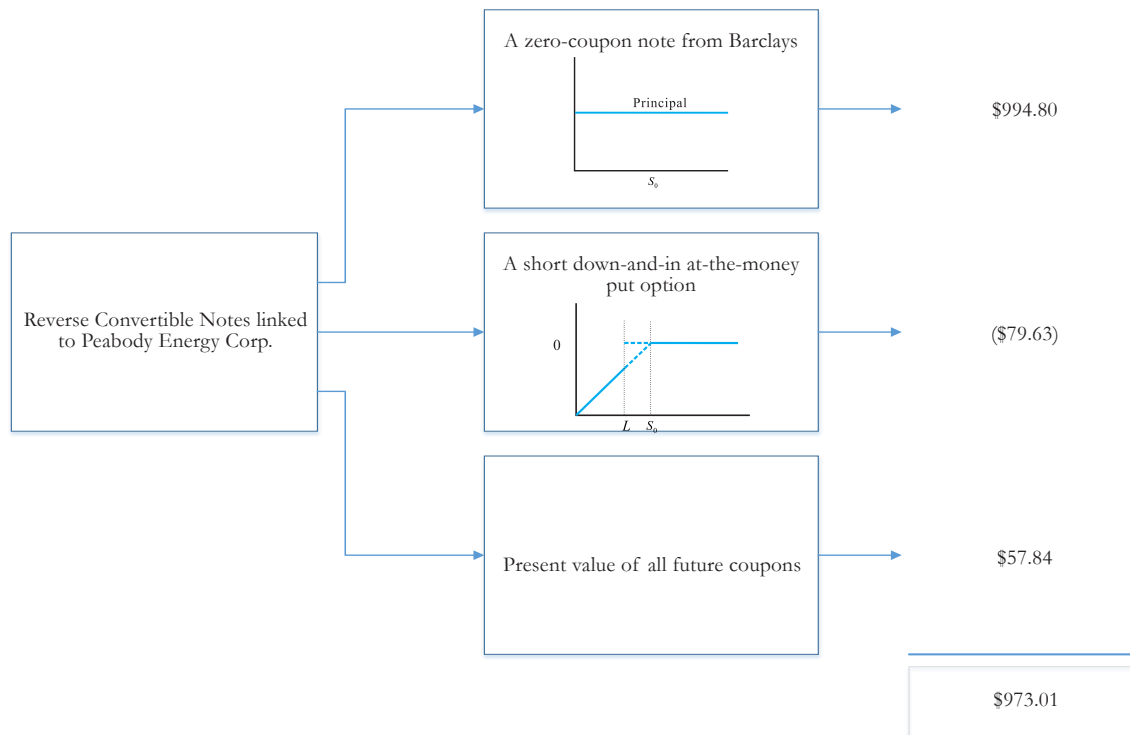 A zero-coupon note from Barclays
Principal
S₀
$994.80
Reverse Convertible Notes linked
to Peabody Energy Corp.
A short down-and-in at-the-money
put option
0
L S₀
($79.63)
Present value of all future coupons
$57.84
$973.01